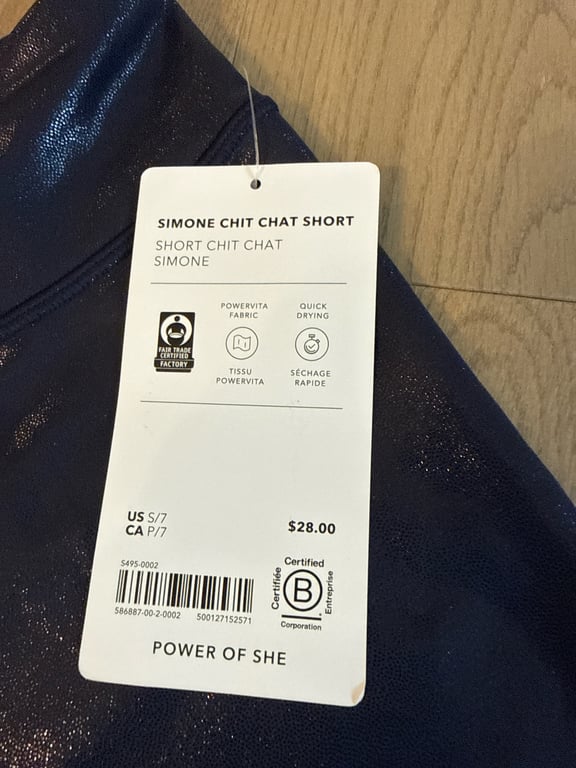 SIMONE CHIT CHAT SHORT
SHORT CHIT CHAT
SIMONE
FAIR TRADE
CERTIFIED
FACTORY
POWERVITA
FABRIC
TISSU
POWERVITA
QUICK
DRYING
SÉCHAGE
RAPIDE
US S/7
CA P/7
$28.00
S495-0002
586887-00-2-0002 500127152571
Certified
Certifiée
B
Entreprise
Corporation
POWER OF SHE